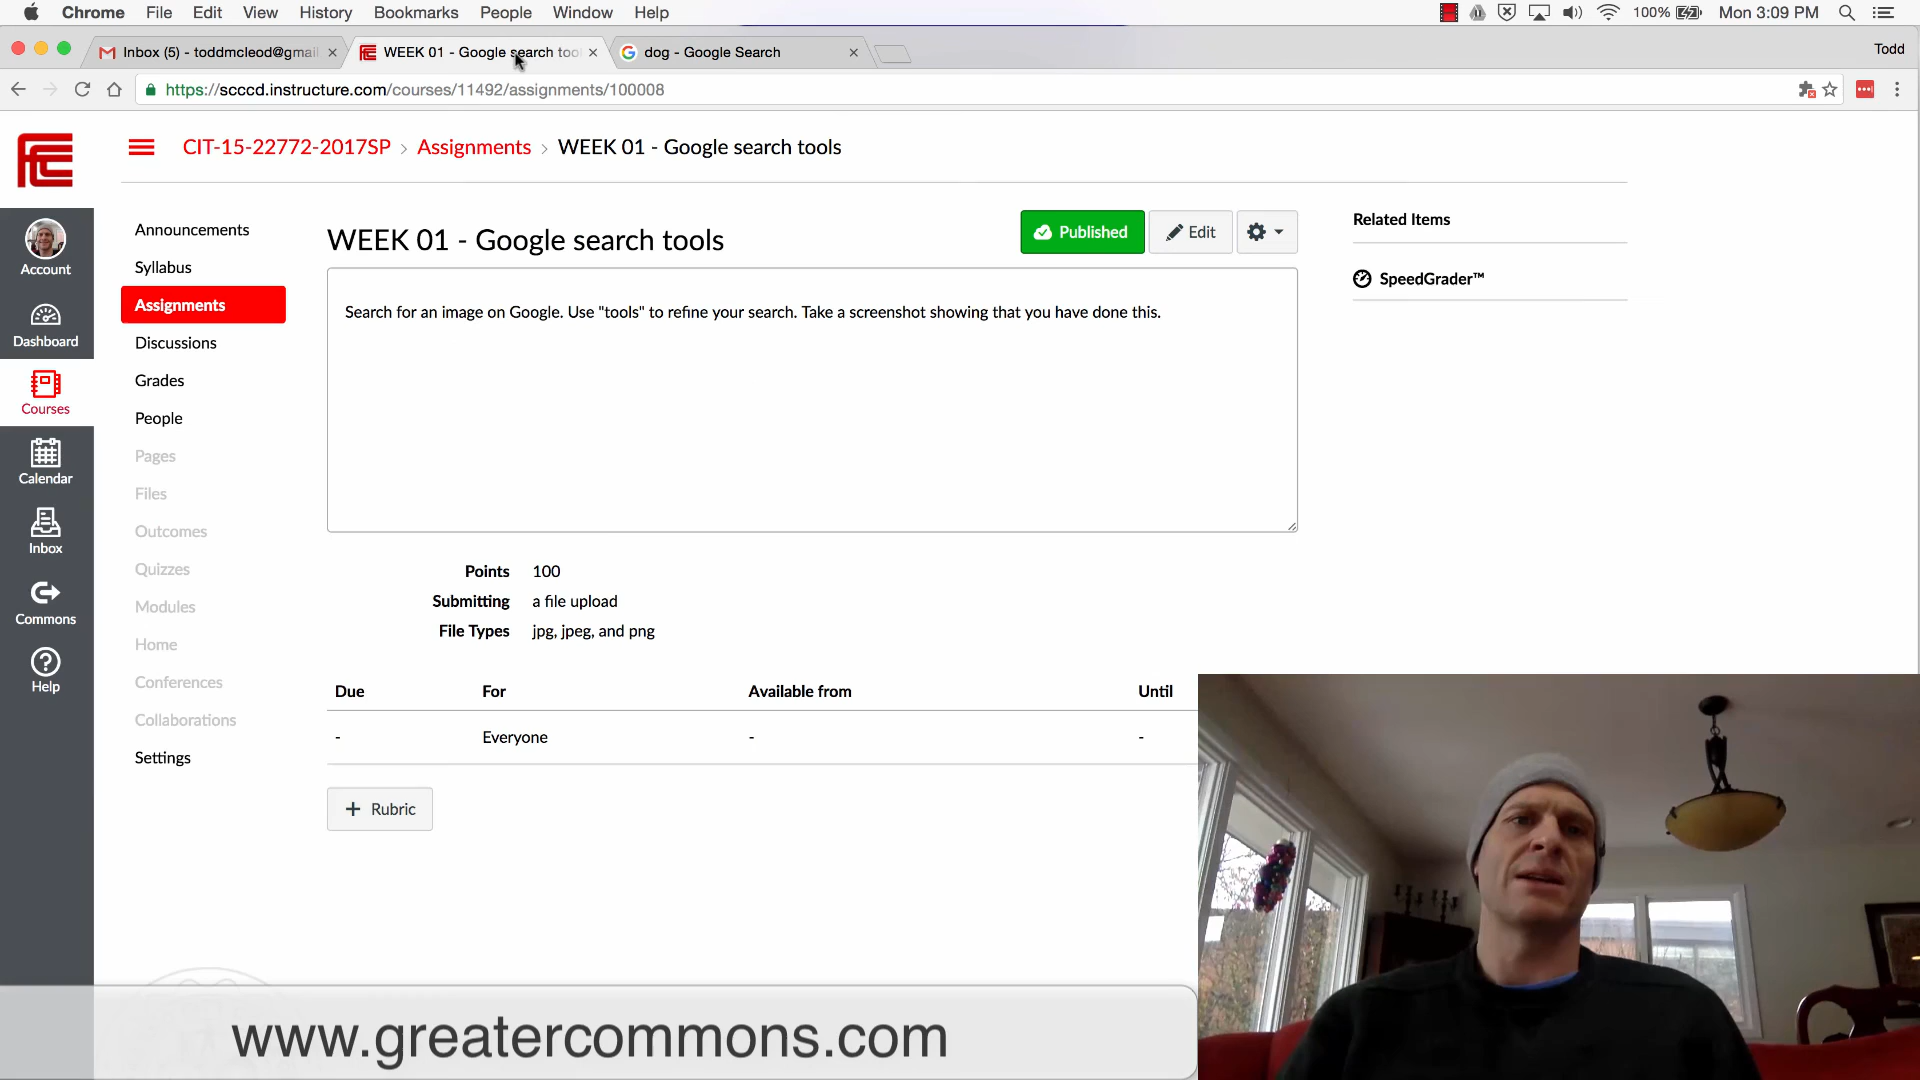 Chrome File Edit View History Bookmarks People Window Help 100% Mon 3:09 PM
Inbox (5) - toddmcleod@gmail
WEEK 01 - Google search tool
dog - Google Search
Todd
https://scccd.instructure.com/courses/11492/assignments/100008
CIT-15-22772-2017SP › Assignments › WEEK 01 - Google search tools
Account
Dashboard
Courses
Calendar
Inbox
Commons
Help
Announcements
Syllabus
Assignments
Discussions
Grades
People
Pages
Files
Outcomes
Quizzes
Modules
Home
Conferences
Collaborations
Settings
WEEK 01 - Google search tools
Published
Edit
Search for an image on Google. Use "tools" to refine your search. Take a screenshot showing that you have done this.
Points 100
Submitting a file upload
File Types jpg, jpeg, and png
Due For Available from Until
- Everyone - -
+ Rubric
Related Items
SpeedGrader™
www.greatercommons.com